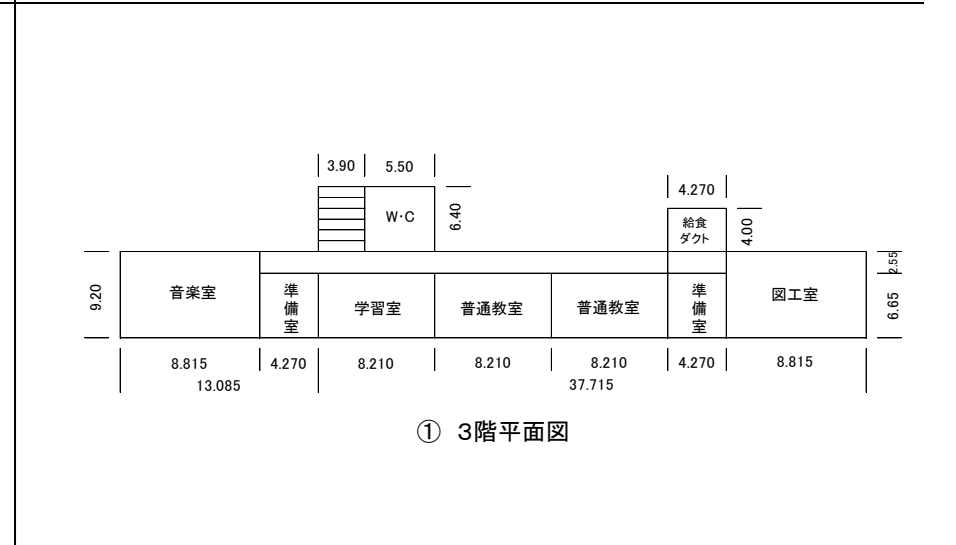 3.90 5.50
4.270
W・C
6.40
給食
ダクト
4.00
2.55
9.20
音楽室
準備室
学習室
普通教室
普通教室
準備室
図工室
6.65
8.815 4.270 8.210 8.210 8.210 4.270 8.815
13.085 37.715
① 3階平面図